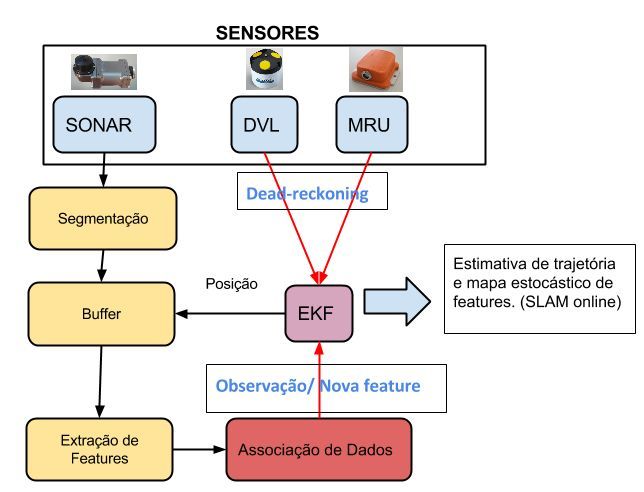 SENSORES
SONAR
DVL
MRU
Dead-reckoning
Segmentação
Posição
Buffer
EKF
Estimativa de trajetória
e mapa estocástico de
features. (SLAM online)
Observação/ Nova feature
Extração de
Features
Associação de Dados